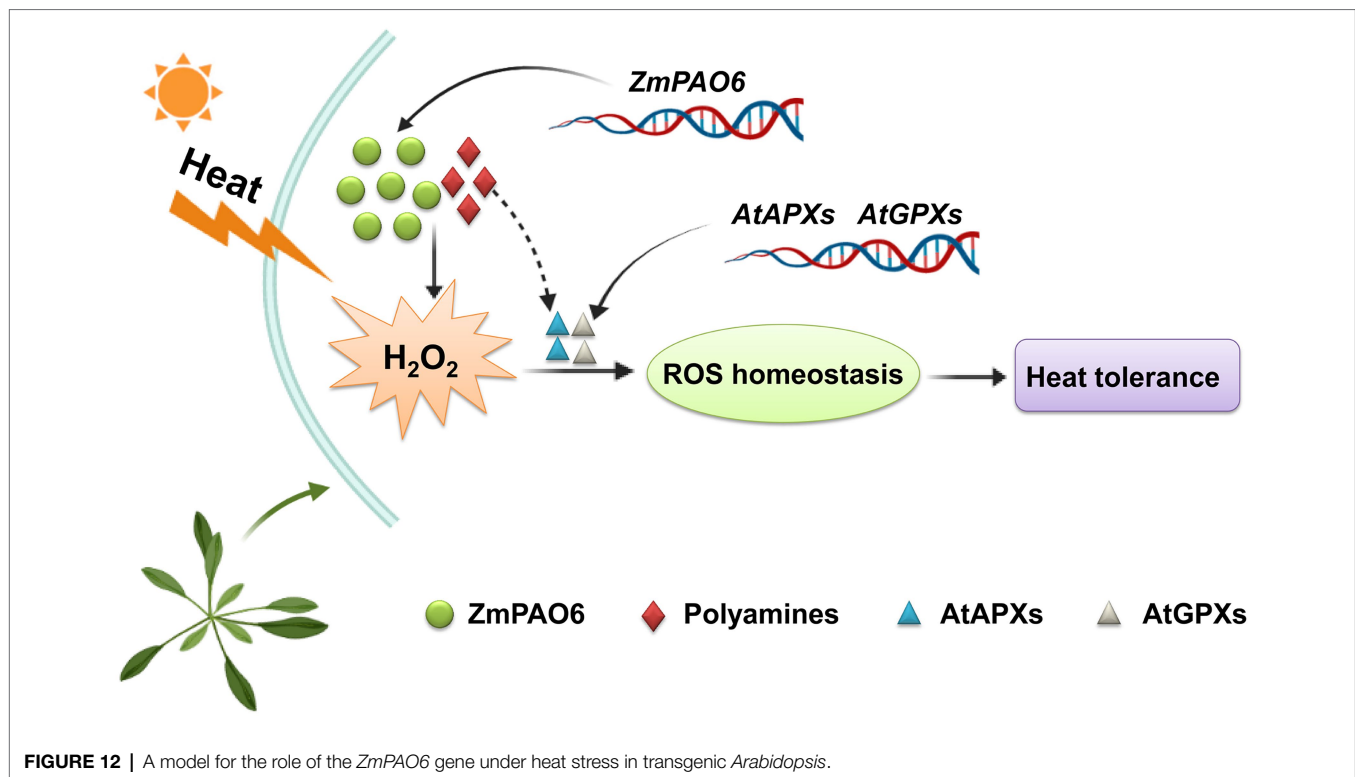 ZmPAO6
Heat
AtAPXs AtGPXs
H₂O₂
ROS homeostasis
Heat tolerance
ZmPAO6
Polyamines
AtAPXs
AtGPXs
FIGURE 12 | A model for the role of the ZmPAO6 gene under heat stress in transgenic Arabidopsis.